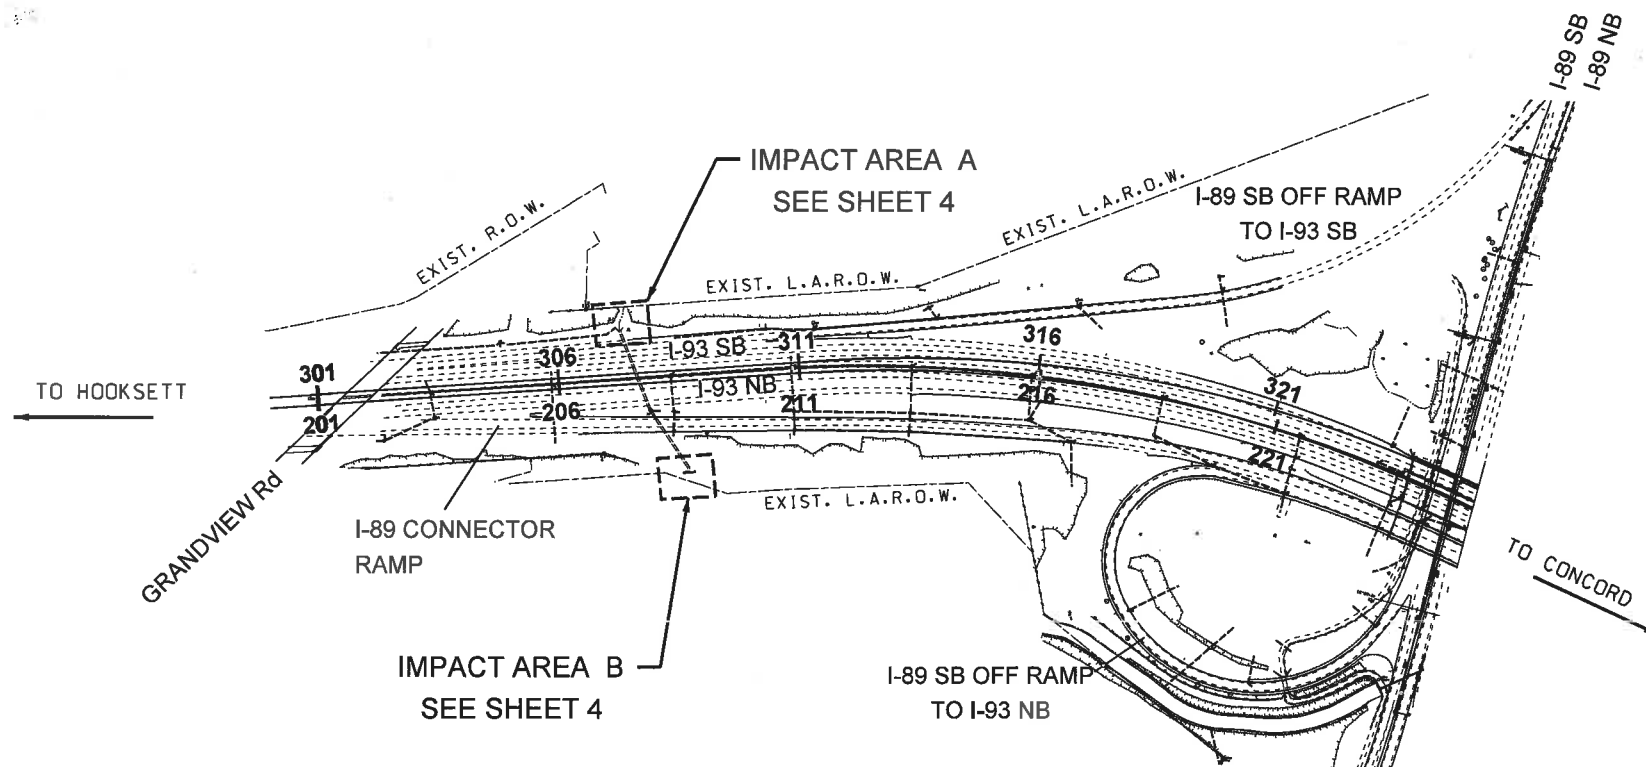 I-89 SB
I-89 NB
IMPACT AREA A
SEE SHEET 4
I-89 SB OFF RAMP
TO I-93 SB
EXIST. R.O.W.
EXIST. L.A.R.O.W.
EXIST. L.A.R.O.W.
301
306
I-93 SB
311
316
321
TO HOOKSETT
201
206
I-93 NB
211
216
221
GRANDVIEW Rd
I-89 CONNECTOR
RAMP
EXIST. L.A.R.O.W.
TO CONCORD
IMPACT AREA B
SEE SHEET 4
I-89 SB OFF RAMP
TO I-93 NB